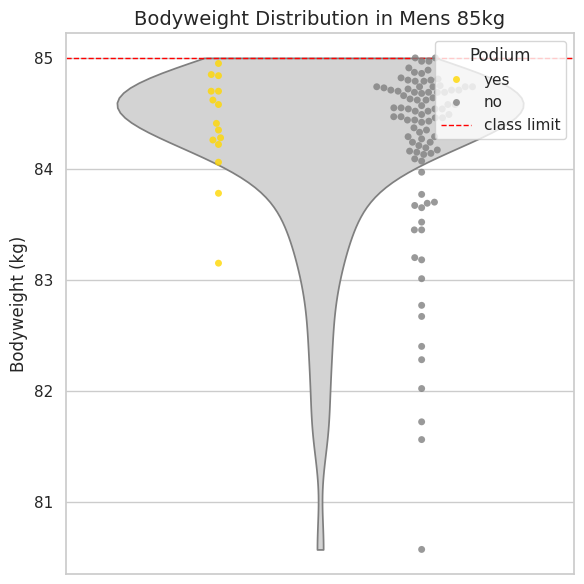 Bodyweight Distribution in Mens 85kg
Bodyweight (kg)
85
84
83
82
81
Podium
yes
no
class limit